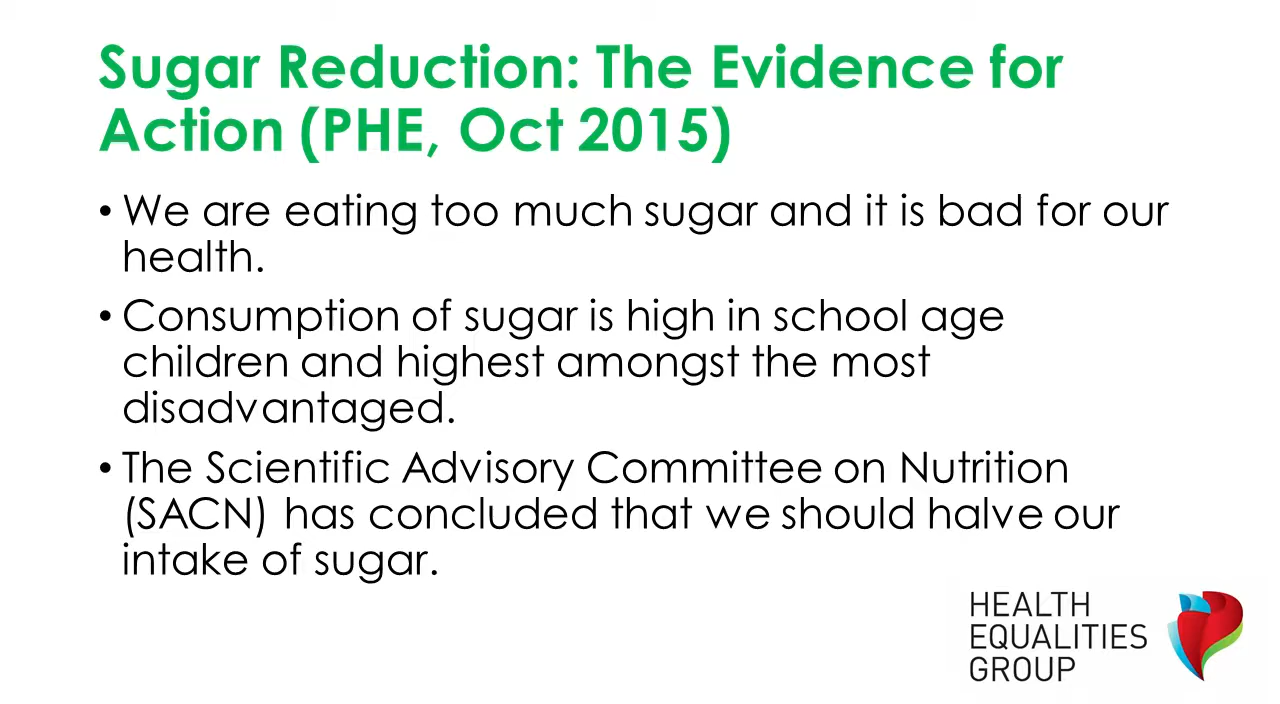 Sugar Reduction: The Evidence for
Action (PHE, Oct 2015)
• We are eating too much sugar and it is bad for our
health.
• Consumption of sugar is high in school age
children and highest amongst the most
disadvantaged.
• The Scientific Advisory Committee on Nutrition
(SACN) has concluded that we should halve our
intake of sugar.
HEALTH
EQUALITIES
GROUP